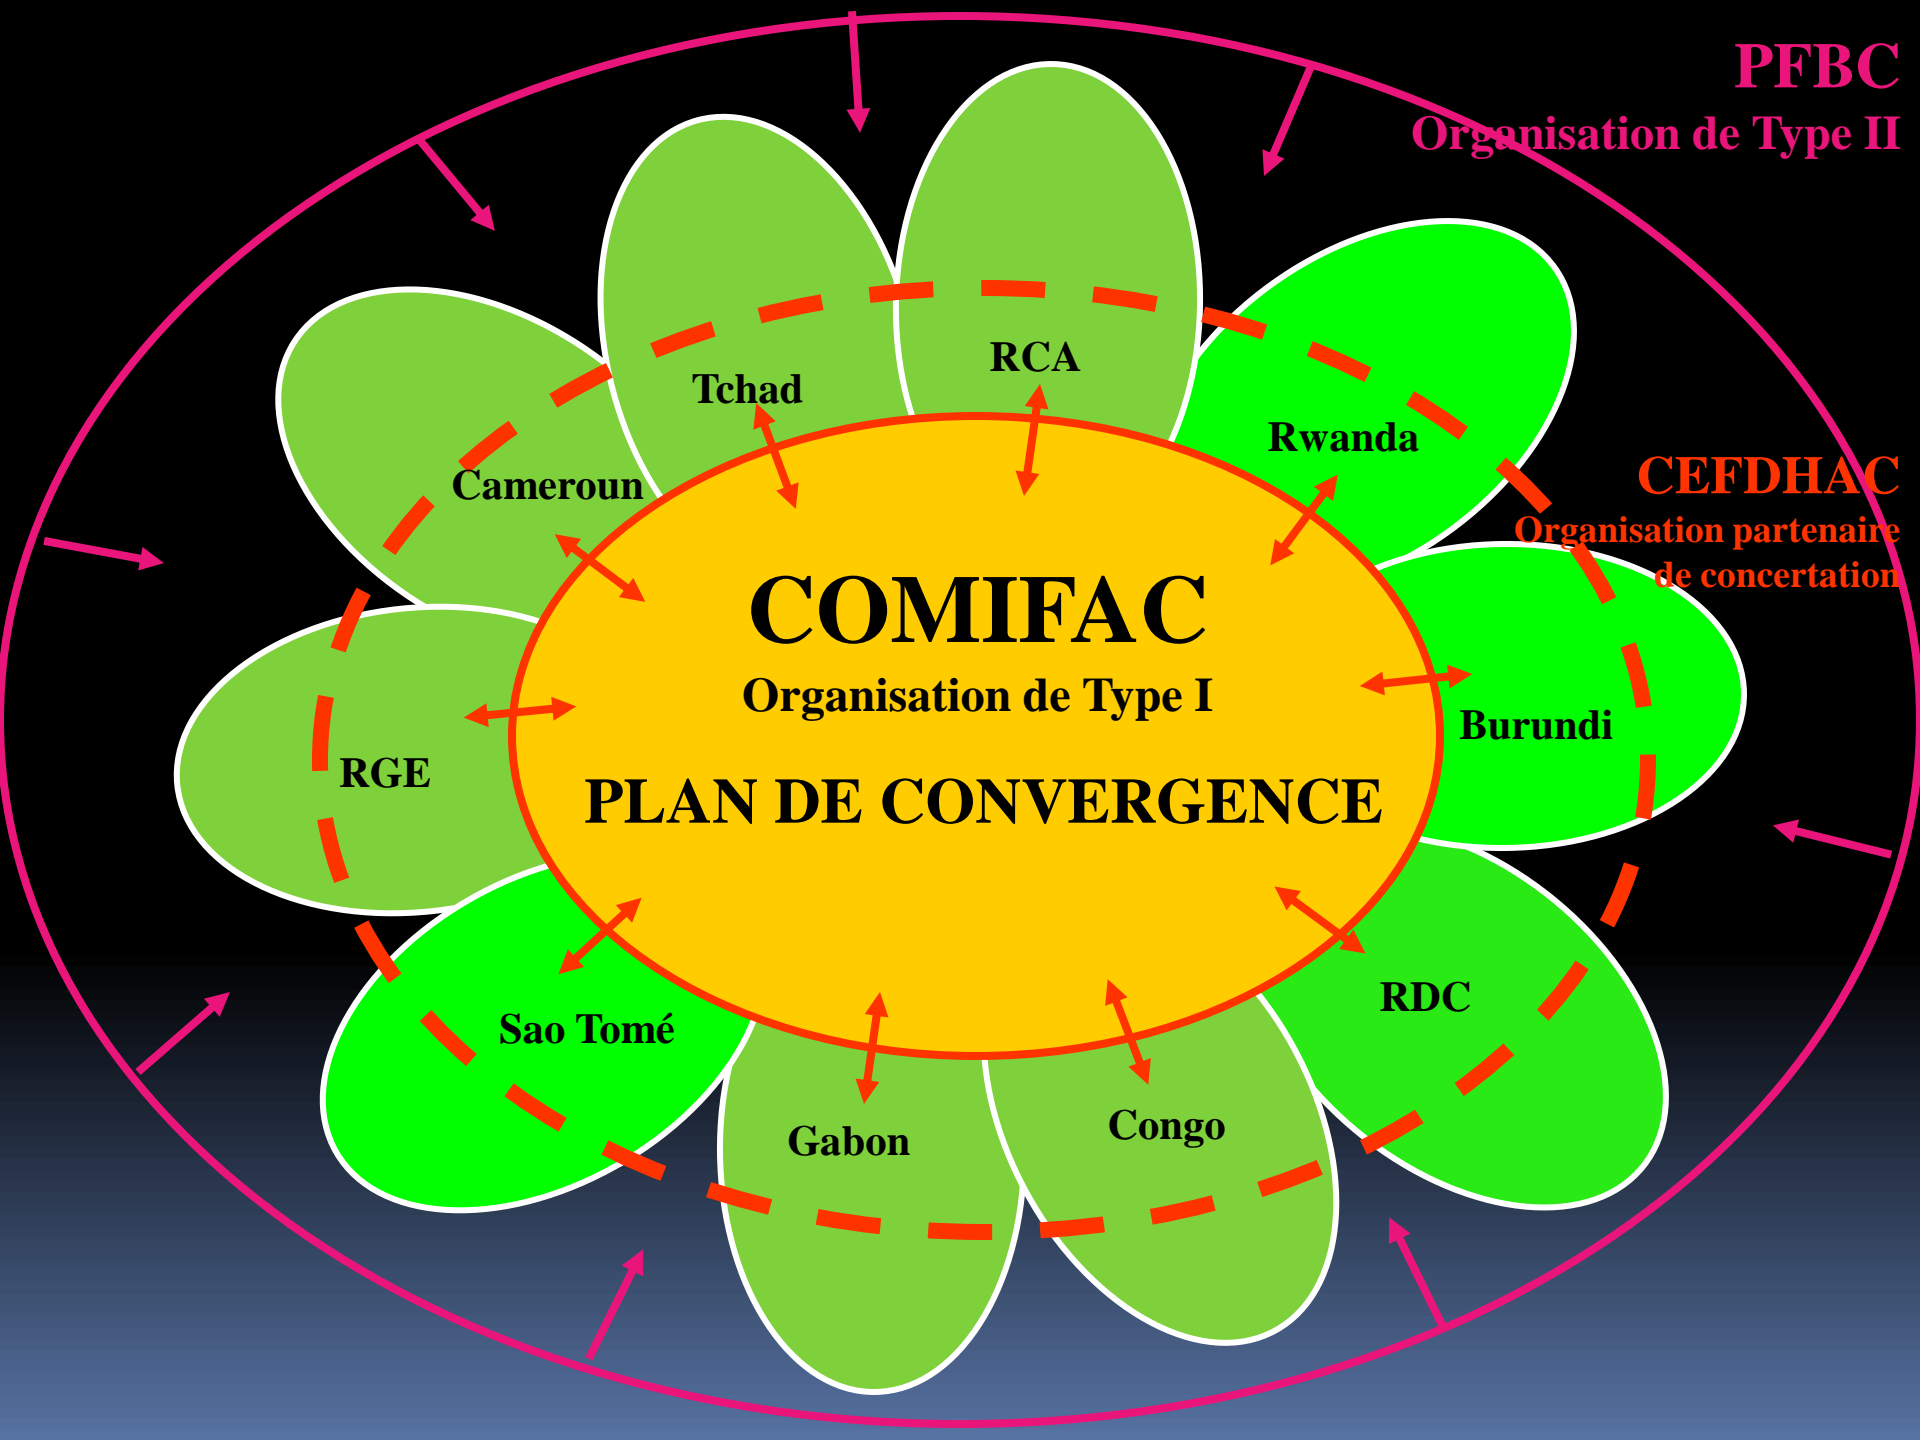 PFBC
Organisation de Type II
RCA
Tchad
Rwanda
Cameroun
CEFDHAC
Organisation partenaire
de concertation
COMIFAC
Organisation de Type I
Burundi
RGE
PLAN DE CONVERGENCE
RDC
Sao Tomé
Congo
Gabon